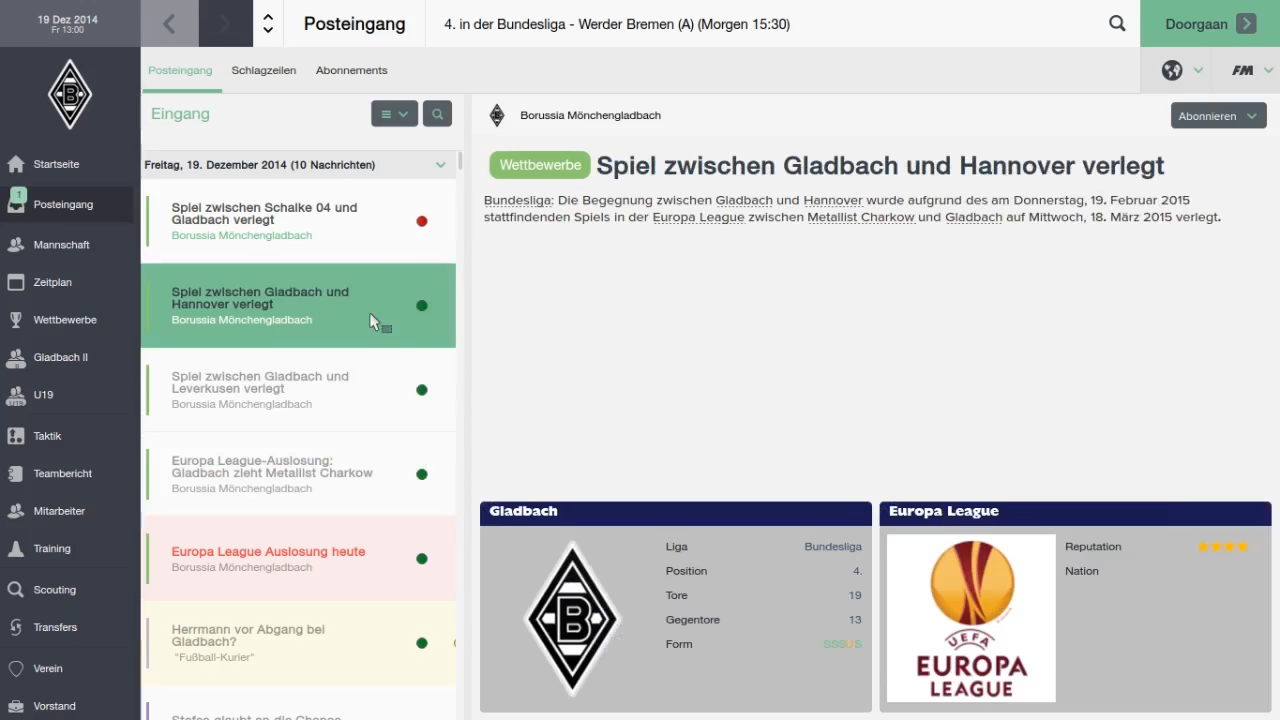 19 Dez 2014
Fr 13:00
Posteingang
4. in der Bundesliga - Werder Bremen (A) (Morgen 15:30)
Doorgaan
Posteingang
Schlagzeilen
Abonnements
FM
B
Startseite
1
Posteingang
Mannschaft
Zeitplan
Wettbewerbe
Gladbach II
U19
Taktik
Teambericht
Mitarbeiter
Training
Scouting
Transfers
Verein
Vorstand
Eingang
Freitag, 19. Dezember 2014 (10 Nachrichten)
Spiel zwischen Schalke 04 und
Gladbach verlegt
Borussia Mönchengladbach
Spiel zwischen Gladbach und
Hannover verlegt
Borussia Mönchengladbach
Spiel zwischen Gladbach und
Leverkusen verlegt
Borussia Mönchengladbach
Europa League-Auslosung:
Gladbach zieht Metallist Charkow
Borussia Mönchengladbach
Europa League Auslosung heute
Borussia Mönchengladbach
Herrmann vor Abgang bei
Gladbach?
"Fußball-Kurier"
Borussia Mönchengladbach
Abonnieren
Wettbewerbe
Spiel zwischen Gladbach und Hannover verlegt
Bundesliga: Die Begegnung zwischen Gladbach und Hannover wurde aufgrund des am Donnerstag, 19. Februar 2015
stattfindenden Spiels in der Europa League zwischen Metallist Charkow und Gladbach auf Mittwoch, 18. März 2015 verlegt.
Gladbach
B
Liga Bundesliga
Position 4.
Tore 19
Gegentore 13
Form SSSUS
Europa League
UEFA
EUROPA
LEAGUE
Reputation
Nation